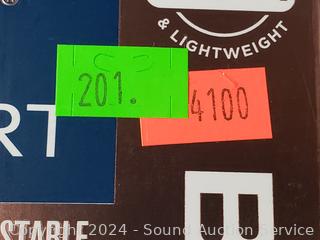 & LIGHTWEIGHT
201.
4100
RT
B
STABLE
Copyright 2024 - Sound Auction Service